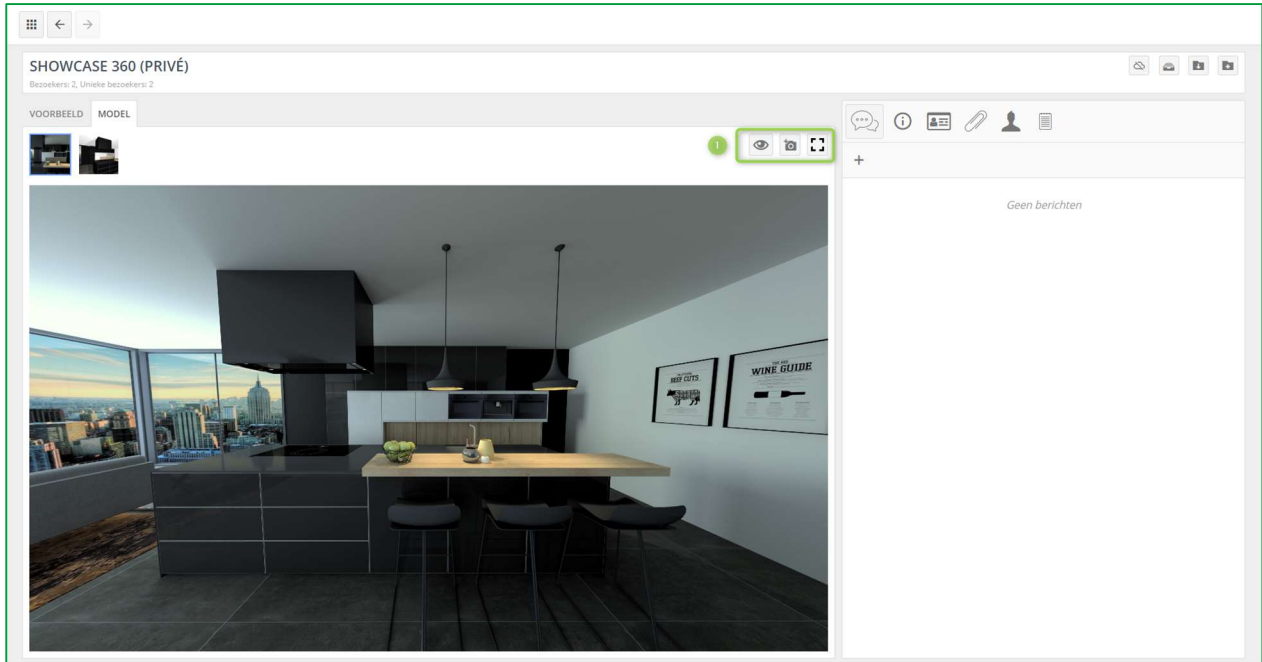 SHOWCASE 360 (PRIVÉ)
Bezoekers: 2, Unieke bezoekers: 2
VOORBEELD MODEL
1
+
Geen berichten
BEEF CUTS
WINE GUIDE